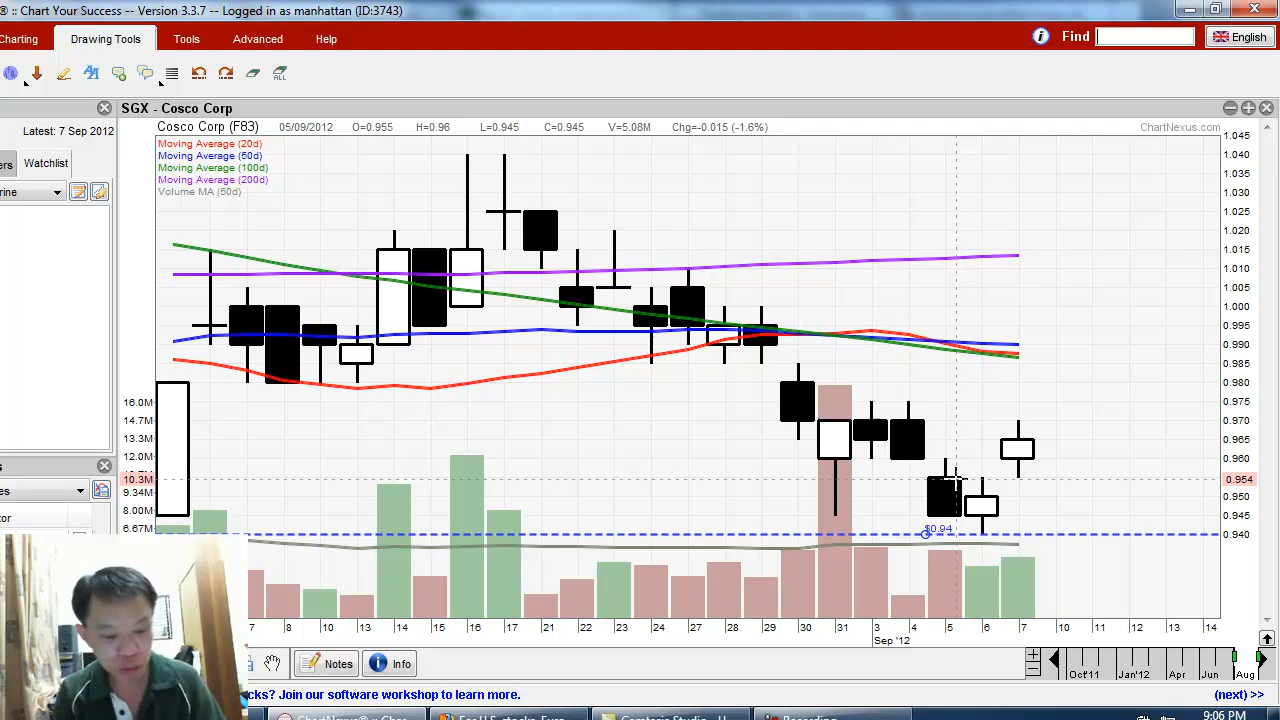 ® :: Chart Your Success -- Version 3.3.7 - Logged in as manhattan (ID:3743)
Charting Drawing Tools Tools Advanced Help Find English
ALL
SGX - Cosco Corp
Latest: 7 Sep 2012
Cosco Corp (F83) 05/09/2012 O=0.955 H=0.96 L=0.945 C=0.945 V=5.08M Chg=-0.015 (-1.6%) ChartNexus.com
Moving Average (20d)
Moving Average (50d)
Moving Average (100d)
Moving Average (200d)
Volume MA (50d)
ers Watchlist
rine
es
tor
1.045
1.040
1.035
1.030
1.025
1.020
1.015
1.010
1.005
1.000
0.995
0.990
0.985
0.980
0.975
0.970
0.965
0.960
0.954
0.950
0.945
0.940
16.0M
14.7M
13.3M
10.3M
9.34M
8.00M
6.67M
$0.94
7 8 10 13 14 15 16 17 21 22 23 24 27 28 29 30 31 3 4 5 6 7 10 11 12 13 14
Sep '12
Notes Info
Oct'11 Jan'12 Apr Jun Aug
cks? Join our software workshop to learn more. (next) >>
9:06 PM